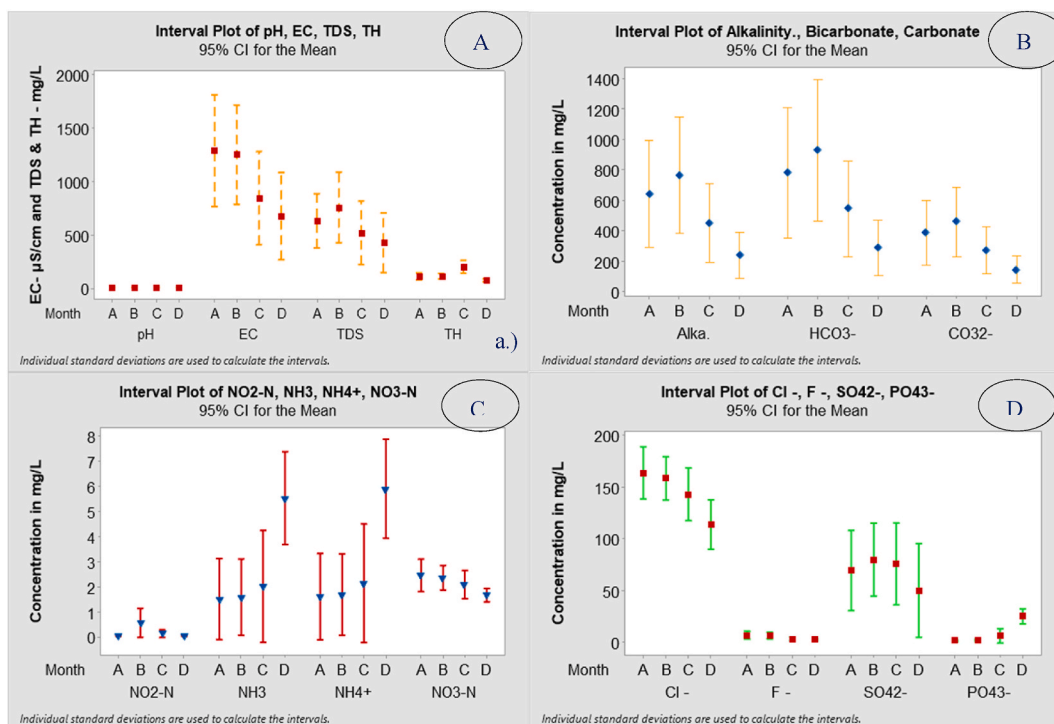 Interval Plot of pH, EC, TDS, TH
95% CI for the Mean
A
EC- µS/cm and TDS & TH - mg/L
2000
1500
1000
500
0
Month A B C D A B C D A B C D A B C D
pH EC TDS TH
a.)
Individual standard deviations are used to calculate the intervals.
Interval Plot of Alkalinity., Bicarbonate, Carbonate
95% CI for the Mean
B
Concentration in mg/L
1400
1200
1000
800
600
400
200
0
Month A B C D A B C D A B C D
Alka. HCO3- CO32-
Individual standard deviations are used to calculate the intervals.
Interval Plot of NO2-N, NH3, NH4+, NO3-N
95% CI for the Mean
C
Concentration in mg/L
8
7
6
5
4
3
2
1
0
Month A B C D A B C D A B C D A B C D
NO2-N NH3 NH4+ NO3-N
Individual standard deviations are used to calculate the intervals.
Interval Plot of Cl -, F -, SO42-, PO43-
95% CI for the Mean
D
Concentration in mg/L
200
150
100
50
0
Month A B C D A B C D A B C D A B C D
Cl - F - SO42- PO43-
Individual standard deviations are used to calculate the intervals.